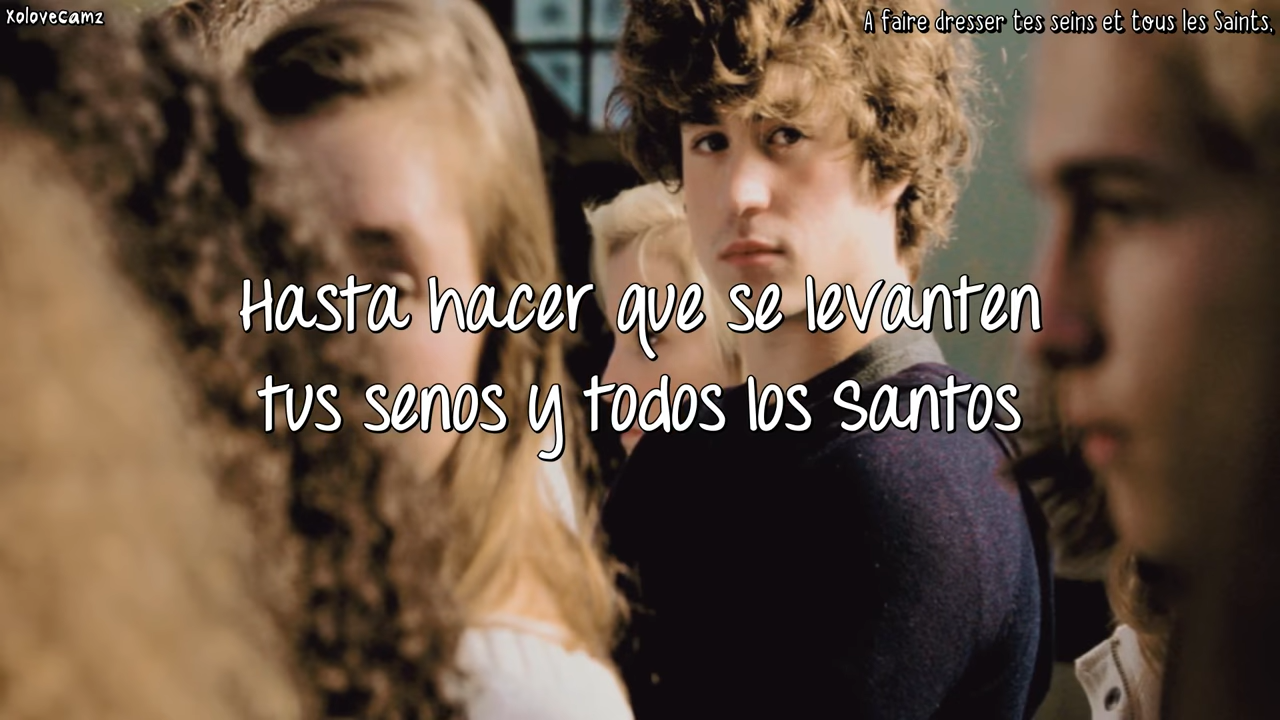 XoloveCamz
A faire dresser tes seins et tous les Saints,
Hasta hacer que se levanten
tus senos y todos los Santos